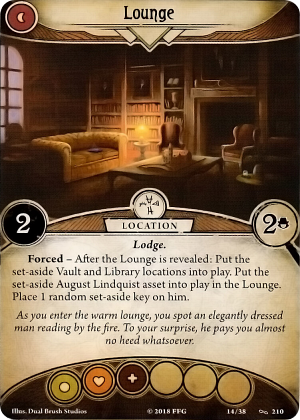 Lounge
2
LOCATION
2
Lodge.
Forced – After the Lounge is revealed: Put the
set-aside Vault and Library locations into play. Put the
set-aside August Lindquist asset into play in the Lounge.
Place 1 random set-aside key on him.
As you enter the warm lounge, you spot an elegantly dressed
man reading by the fire. To your surprise, he pays you almost
no heed whatsoever.
Illus. Dual Brush Studios © 2018 FFG 14/38 210